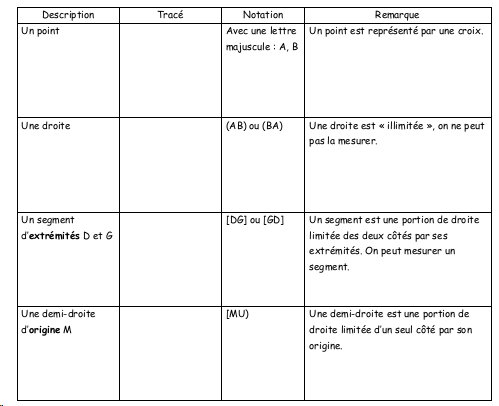 Description Tracé Notation Remarque
Un point Avec une lettre Un point est représenté par une croix.
majuscule : A, B
Une droite (AB) ou (BA) Une droite est « illimitée », on ne peut
pas la mesurer.
Un segment [DG] ou [GD] Un segment est une portion de droite
d'extrémités D et G limitée des deux côtés par ses
extrémités. On peut mesurer un
segment.
Une demi-droite [MU) Une demi-droite est une portion de
d'origine M droite limitée d'un seul côté par son
origine.